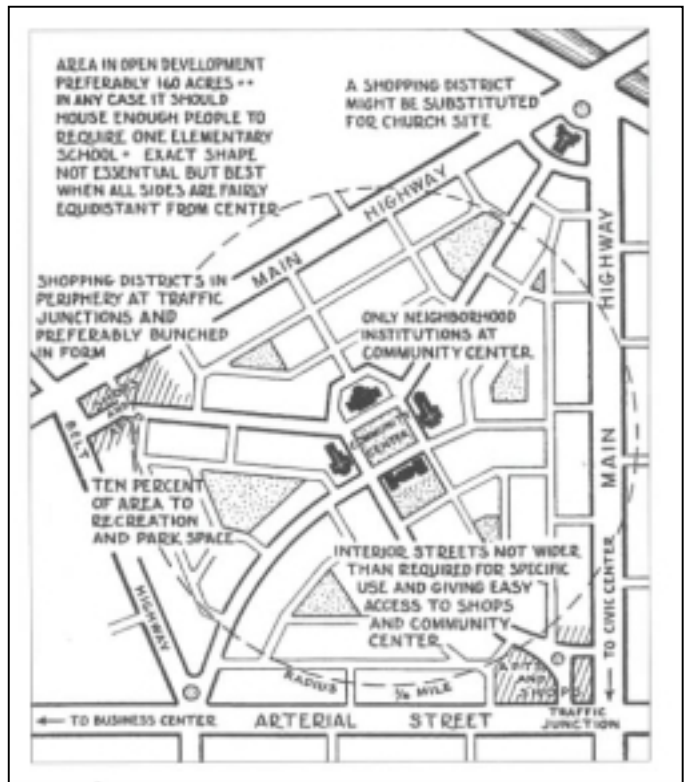 AREA IN OPEN DEVELOPMENT
PREFERABLY 160 ACRES ++
IN ANY CASE IT SHOULD
HOUSE ENOUGH PEOPLE TO
REQUIRE ONE ELEMENTARY
SCHOOL + EXACT SHAPE
NOT ESSENTIAL BUT BEST
WHEN ALL SIDES ARE FAIRLY
EQUIDISTANT FROM CENTER
A SHOPPING DISTRICT
MIGHT BE SUBSTITUTED
FOR CHURCH SITE
MAIN HIGHWAY
HIGHWAY
MAIN
SHOPPING DISTRICTS IN
PERIPHERY AT TRAFFIC
JUNCTIONS AND
PREFERABLY BUNCHED
IN FORM
ONLY NEIGHBORHOOD
INSTITUTIONS AT
COMMUNITY CENTER
COMMUNITY
CENTER
BELT
HIGHWAY
TEN PERCENT
OF AREA TO
RECREATION
AND PARK SPACE
INTERIOR STREETS NOT WIDER
THAN REQUIRED FOR SPECIFIC
USE AND GIVING EASY
ACCESS TO SHOPS
AND COMMUNITY
CENTER
TO CIVIC CENTER
RADIUS
MILE
AND
TRAFFIC
JUNCTION
TO BUSINESS CENTER
ARTERIAL STREET